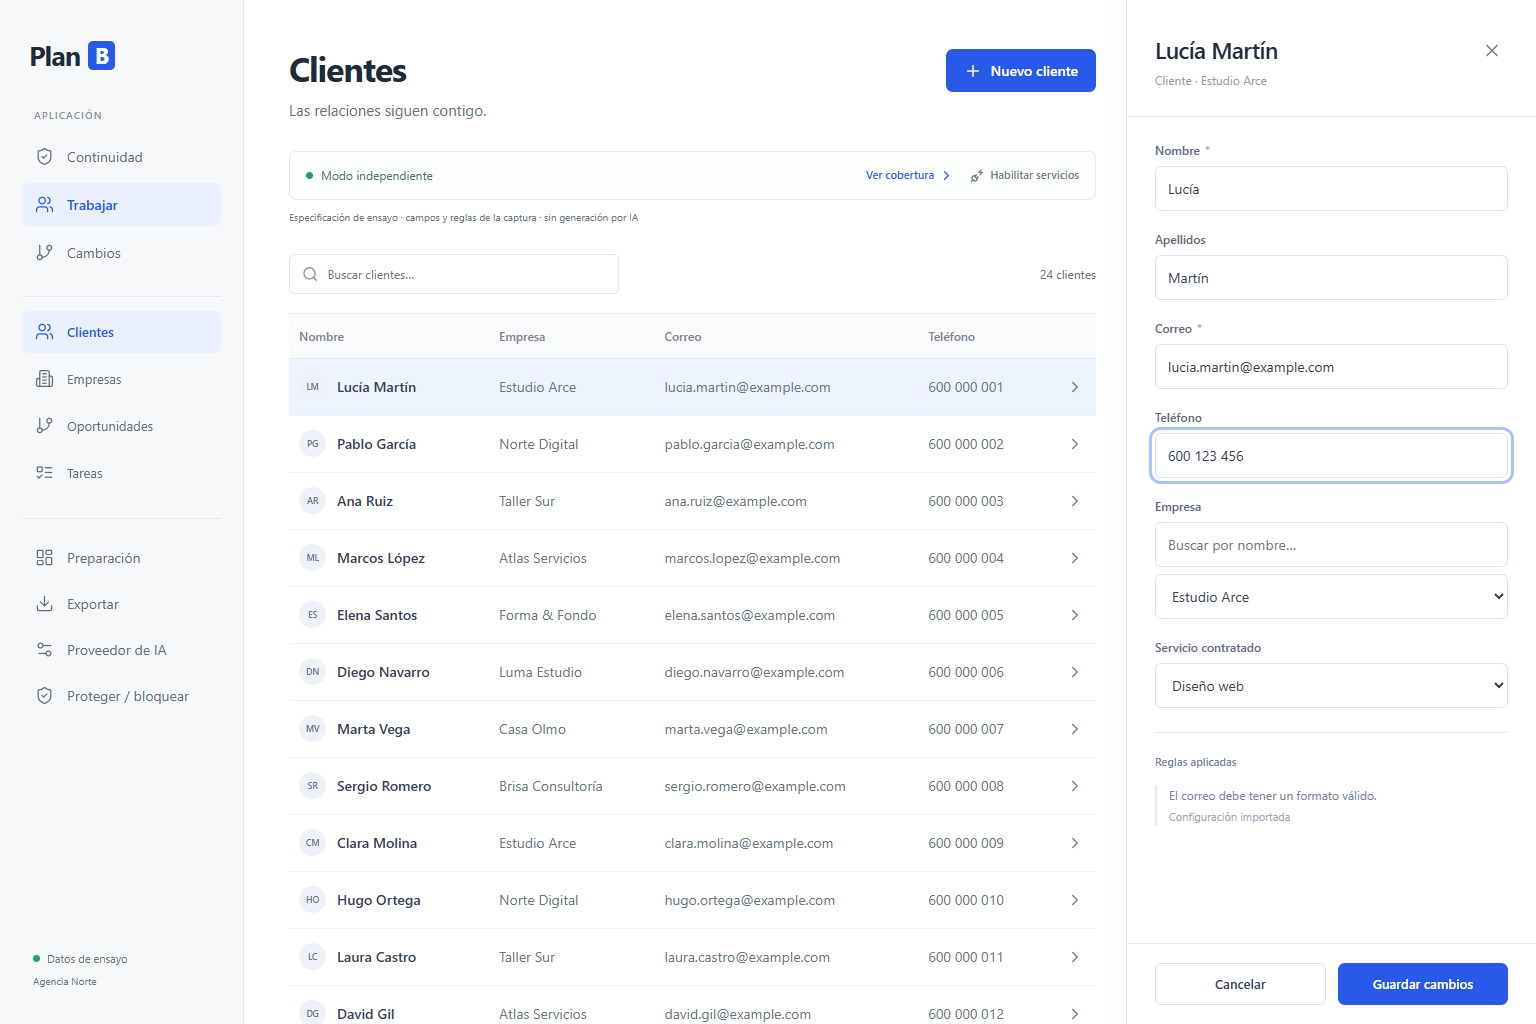 Plan B
APLICACIÓN
Continuidad
Trabajar
Cambios
Clientes
Empresas
Oportunidades
Tareas
Preparación
Exportar
Proveedor de IA
Proteger / bloquear
Datos de ensayo
Agencia Norte
Clientes
Las relaciones siguen contigo.
Nuevo cliente
Modo independiente
Ver cobertura
Habilitar servicios
Especificación de ensayo · campos y reglas de la captura · sin generación por IA
Buscar clientes...
24 clientes
Nombre Empresa Correo Teléfono
LM Lucía Martín Estudio Arce lucia.martin@example.com 600 000 001
PG Pablo García Norte Digital pablo.garcia@example.com 600 000 002
AR Ana Ruiz Taller Sur ana.ruiz@example.com 600 000 003
ML Marcos López Atlas Servicios marcos.lopez@example.com 600 000 004
ES Elena Santos Forma & Fondo elena.santos@example.com 600 000 005
DN Diego Navarro Luma Estudio diego.navarro@example.com 600 000 006
MV Marta Vega Casa Olmo marta.vega@example.com 600 000 007
SR Sergio Romero Brisa Consultoría sergio.romero@example.com 600 000 008
CM Clara Molina Estudio Arce clara.molina@example.com 600 000 009
HO Hugo Ortega Norte Digital hugo.ortega@example.com 600 000 010
LC Laura Castro Taller Sur laura.castro@example.com 600 000 011
DG David Gil Atlas Servicios david.gil@example.com 600 000 012
Lucía Martín
Cliente · Estudio Arce
Nombre *
Lucía
Apellidos
Martín
Correo *
lucia.martin@example.com
Teléfono
600 123 456
Empresa
Buscar por nombre...
Estudio Arce
Servicio contratado
Diseño web
Reglas aplicadas
El correo debe tener un formato válido.
Configuración importada
Cancelar
Guardar cambios